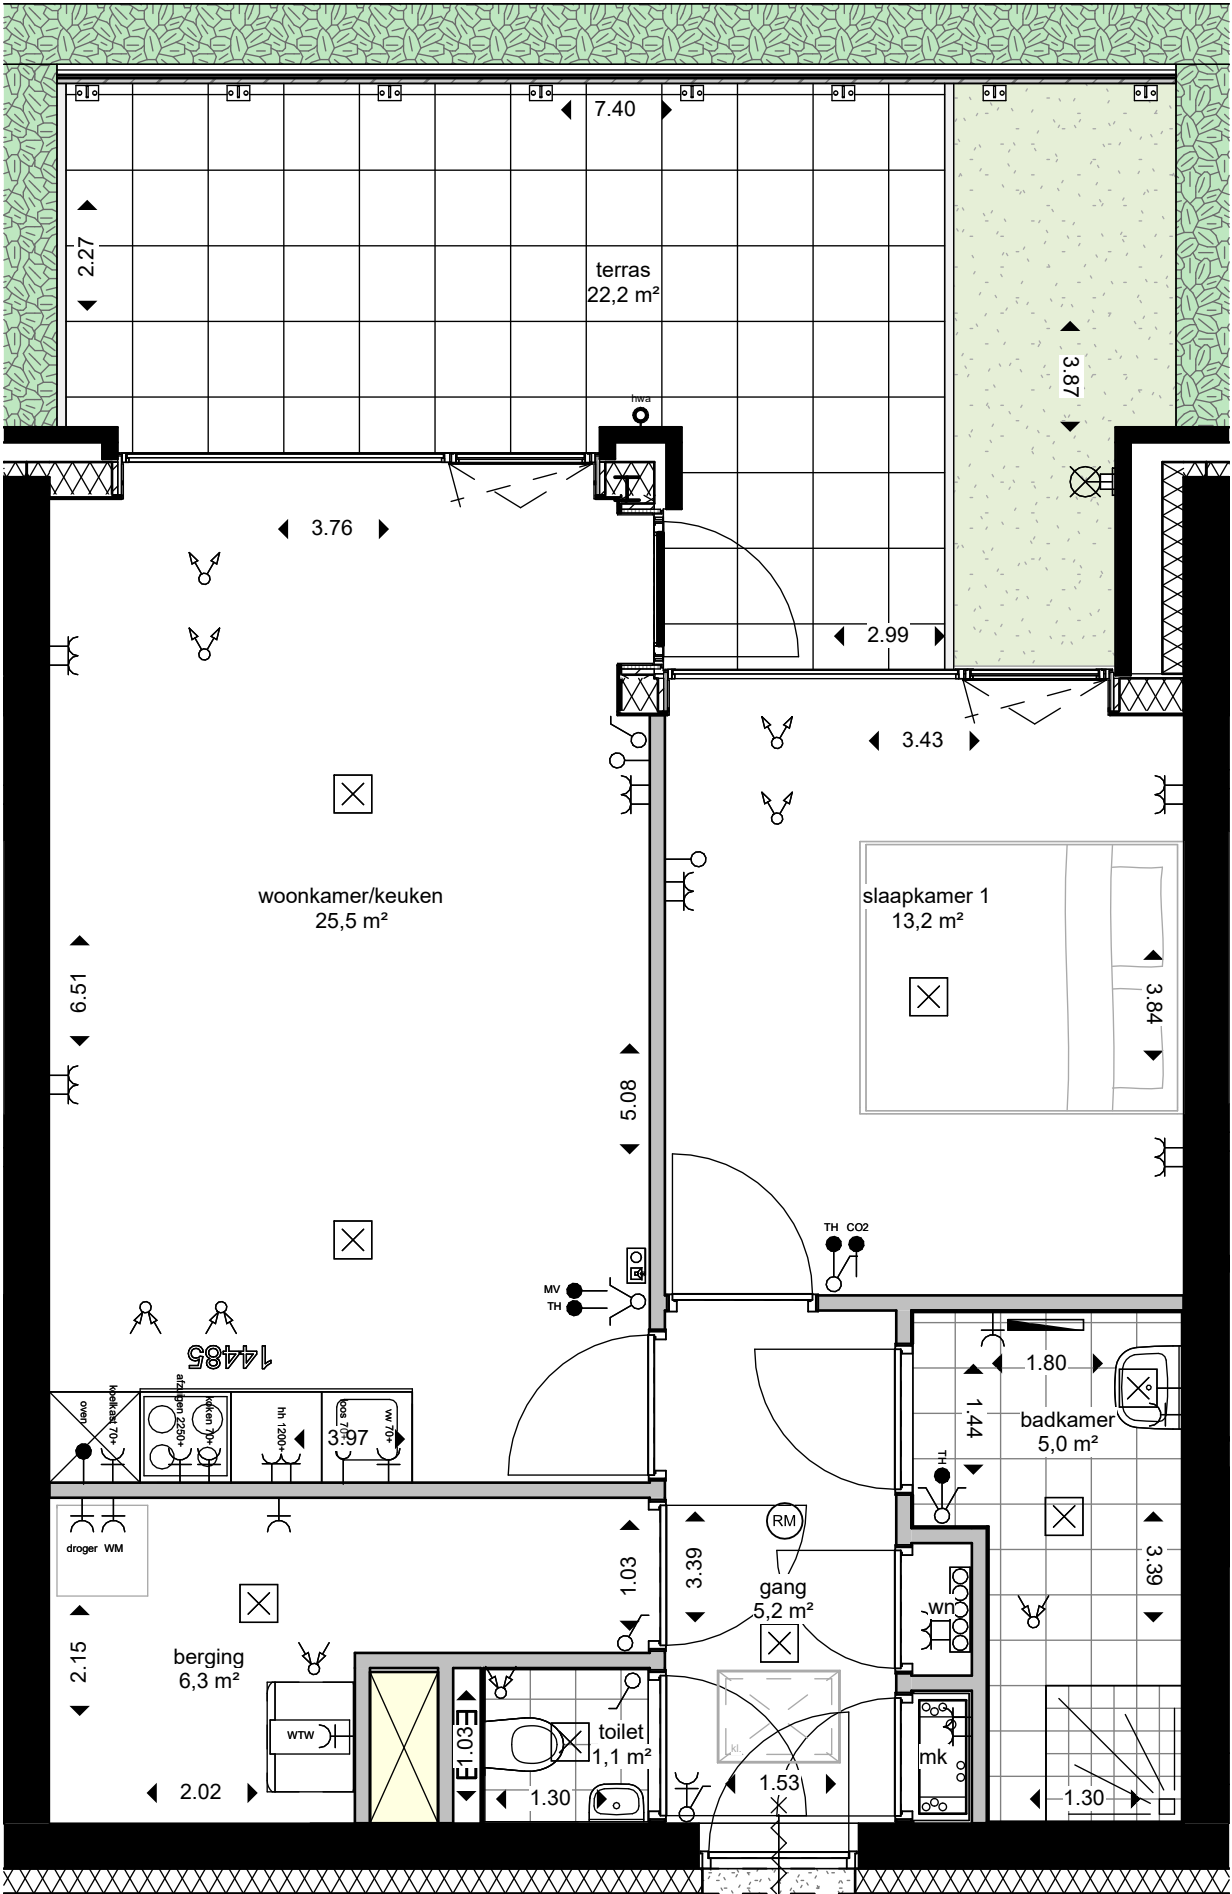 7.40
2.27
terras
22,2 m²
3.87
hwa
3.76
2.99
3.43
woonkamer/keuken
25,5 m²
slaapkamer 1
13,2 m²
6.51
3.84
5.08
TH CO2
MV
TH
14485
oven
koelkast 70+
afzuigen 2250+
koken 70+
hh 1200+
3.97
vw 70+
1.80
1.44
badkamer
5,0 m²
TH
droger WM
RM
1.03
3.39
3.39
gang
5,2 m²
wn
2.15
berging
6,3 m²
WTW
1.03
toilet
1,1 m²
kl.
mk
2.02
1.30
1.53
1.30